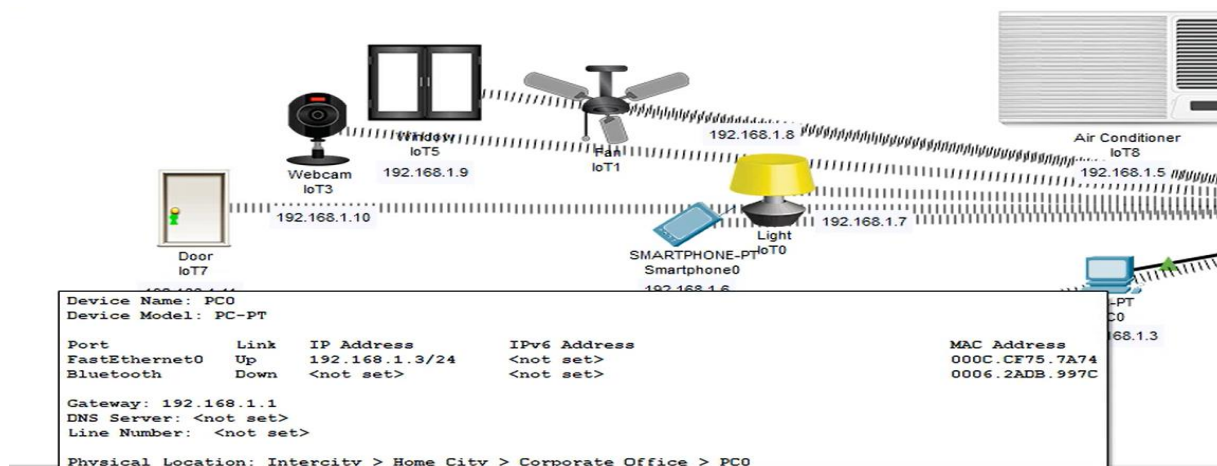 192.168.1.8
Air Conditioner
IoT8
192.168.1.5
Window
IoT5
192.168.1.9
Fan
IoT1
Webcam
IoT3
192.168.1.10
192.168.1.7
Light
IoT0
SMARTPHONE-PT
Smartphone0
192.168.1.6
Door
IoT7
-PT
C0
168.1.3
Device Name: PC0
Device Model: PC-PT
Port Link IP Address IPv6 Address MAC Address
FastEthernet0 Up 192.168.1.3/24 <not set> 000C.CF75.7A74
Bluetooth Down <not set> <not set> 0006.2ADB.997C
Gateway: 192.168.1.1
DNS Server: <not set>
Line Number: <not set>
Physical Location: Intercity > Home City > Corporate Office > PC0